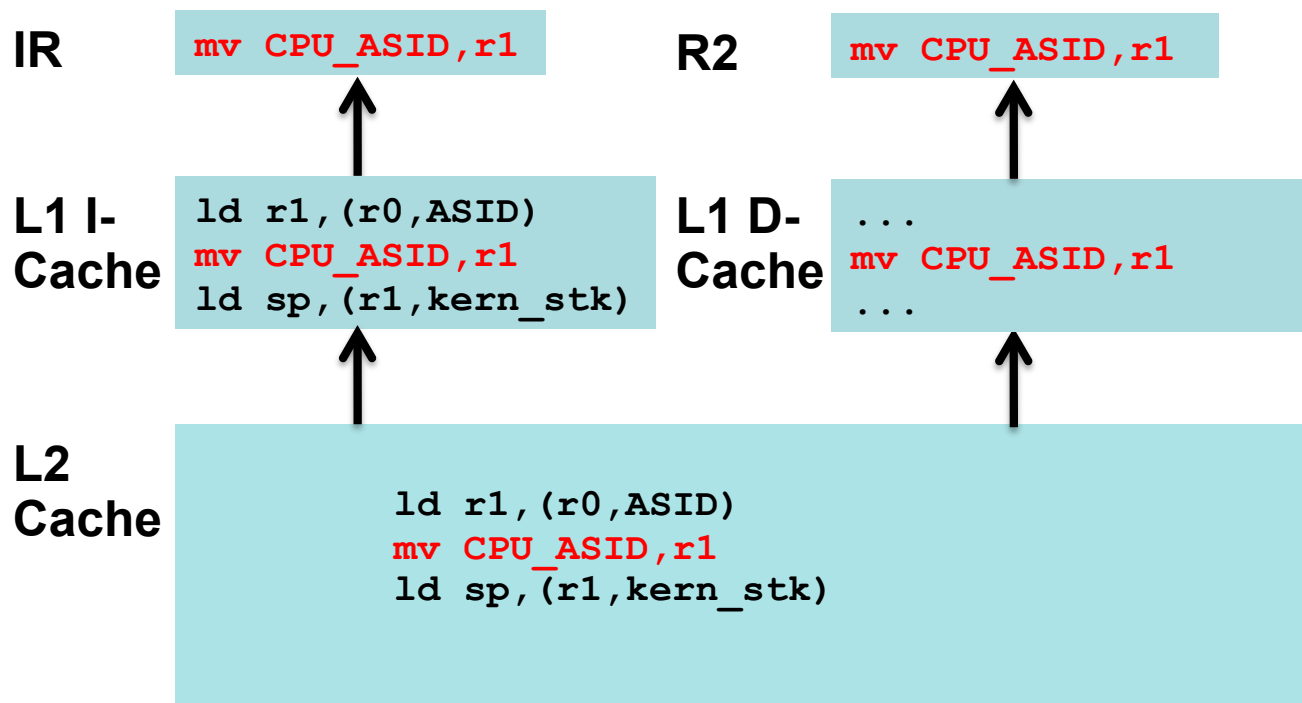 IR
mv CPU_ASID,r1
R2
mv CPU_ASID,r1
L1 I-
Cache
ld r1,(r0,ASID)
mv CPU_ASID,r1
ld sp,(r1,kern_stk)
L1 D-
Cache
...
mv CPU_ASID,r1
...
L2
Cache
ld r1,(r0,ASID)
mv CPU_ASID,r1
ld sp,(r1,kern_stk)